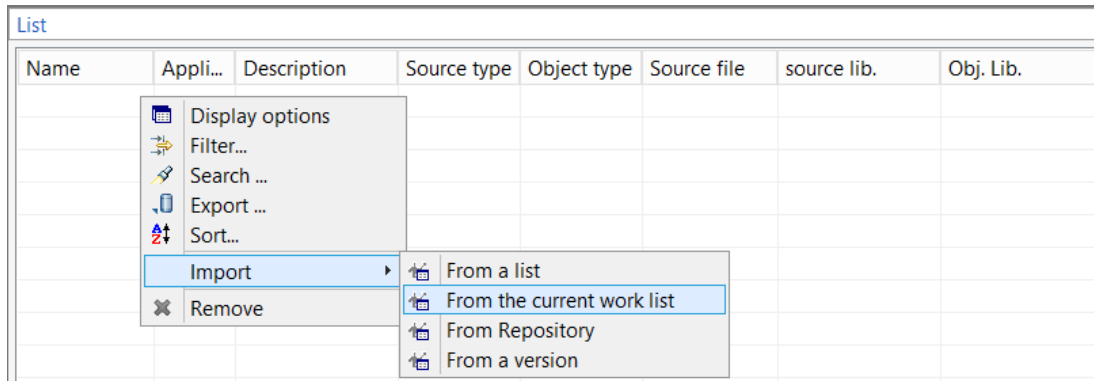 List
Name Appli... Description Source type Object type Source file source lib. Obj. Lib.
Display options
Filter...
Search ...
Export ...
Sort...
Import
From a list
From the current work list
Remove
From Repository
From a version